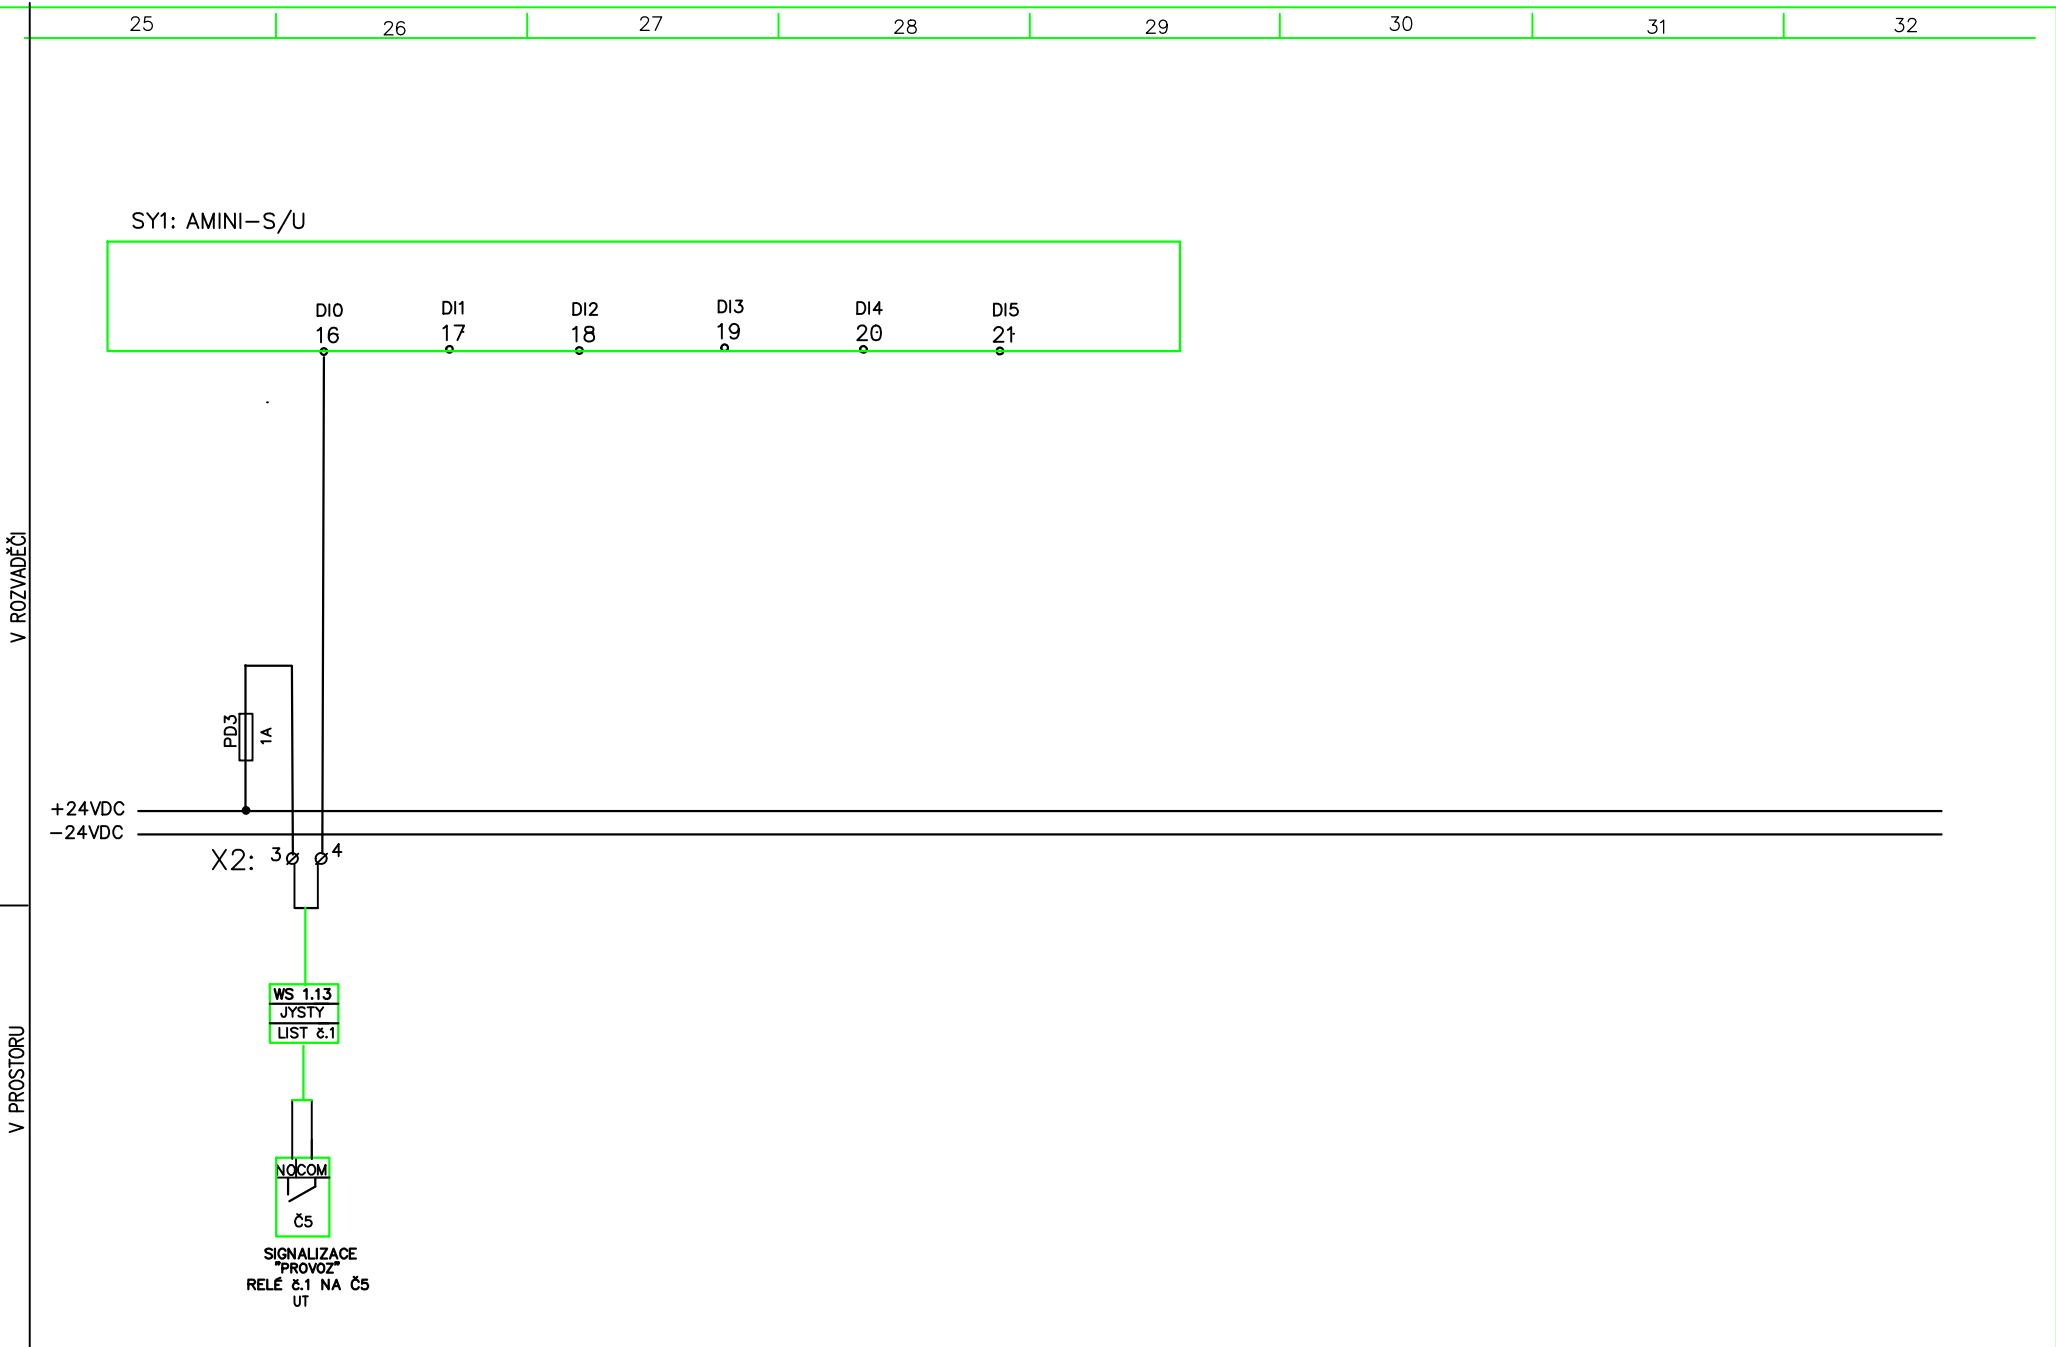 25 26 27 28 29 30 31 32
SY1: AMINI-S/U
DI0 DI1 DI2 DI3 DI4 DI5
16 17 18 19 20 21
V ROZVADĚČI
PD3 1A
+24VDC
-24VDC
X2: 3 4
WS 1.13
JYSTY
LIST č.1
V PROSTORU
NO COM
Č5
SIGNALIZACE
"PROVOZ"
RELÉ č.1 NA Č5
UT